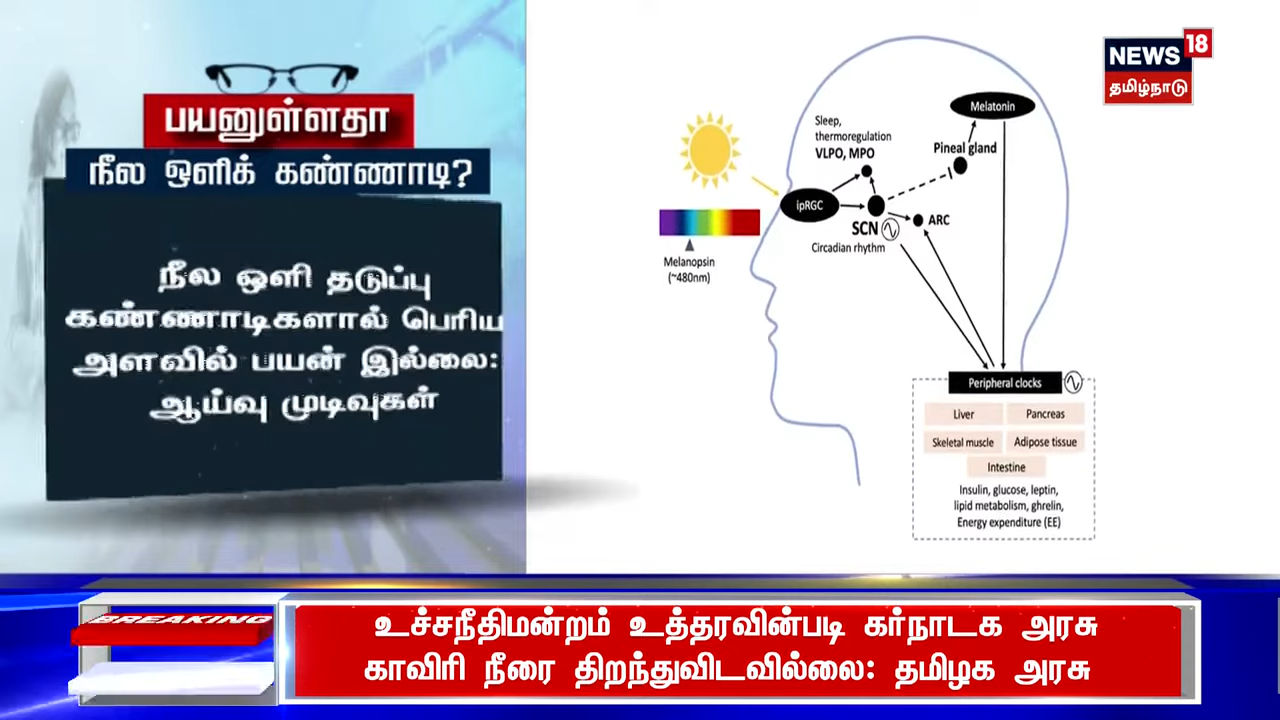 பயனுள்ளதா
நீல ஒளிக் கண்ணாடி?
நீல ஒளி தடுப்பு
கண்ணாடிகளால் பெரிய
அளவில் பயன் இல்லை:
ஆய்வு முடிவுகள்
NEWS 18
தமிழ்நாடு
Melatonin
Sleep,
thermoregulation
VLPO, MPO
Pineal gland
ipRGC
SCN
ARC
Circadian rhythm
Melanopsin
(~480nm)
Peripheral clocks
Liver
Pancreas
Skeletal muscle
Adipose tissue
Intestine
Insulin, glucose, leptin,
lipid metabolism, ghrelin,
Energy expenditure (EE)
BREAKING
உச்சநீதிமன்றம் உத்தரவின்படி கர்நாடக அரசு
காவிரி நீரை திறந்துவிடவில்லை: தமிழக அரசு